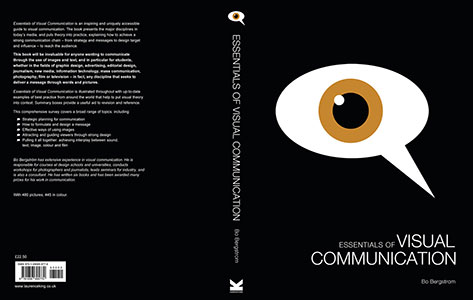 Essentials of Visual Communication is an inspiring and uniquely accessible
guide to visual communication. The book presents the major disciplines in
today's media, and puts theory into practice, explaining how to achieve a
strong communication chain – from strategy and messages to design target
and influence – to reach the audience.
This book will be invaluable for anyone wanting to communicate
through the use of images and text, and in particular for students,
whether in the fields of graphic design, advertising, editorial design,
journalism, new media, information technology, mass communication,
photography, film or television – in fact, any discipline that seeks to
deliver a message through words and pictures.
Essentials of Visual Communication is illustrated throughout with up-to-date
examples of best practice from around the world that help to put visual theory
into context. Summary boxes provide a useful aid to revision and reference.
This comprehensive survey covers a broad range of topics, including:
Strategic planning for communication
How to formulate and design a message
Effective ways of using images
Attracting and guiding viewers through strong design
Putting it all together: achieving interplay between sound,
text, image, colour and film
Bo Bergström has extensive experience in visual communication. He is
responsible for courses at design schools and universities, conducts
workshops for photographers and journalists, leads seminars for industry, and
is also a consultant. He has written six books and has been awarded many
prizes for his work in communication.
With 480 pictures, 445 in colour
£22.50
www.laurenceking.co.uk
ESSENTIALS OF VISUAL COMMUNICATION
Bo Bergstrom
ESSENTIALS OF VISUAL
COMMUNICATION
Bo Bergstrom